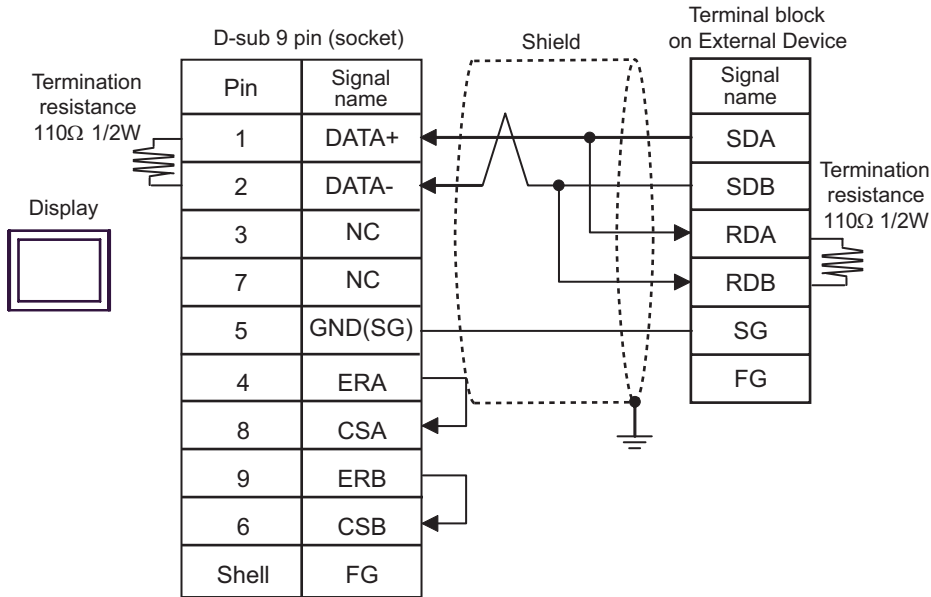 D-sub 9 pin (socket)
Shield
Terminal block
on External Device
Termination
resistance
110Ω 1/2W
Display
Pin
Signal
name
1
DATA+
2
DATA-
3
NC
7
NC
5
GND(SG)
4
ERA
8
CSA
9
ERB
6
CSB
Shell
FG
Signal
name
SDA
SDB
RDA
RDB
SG
FG
Termination
resistance
110Ω 1/2W